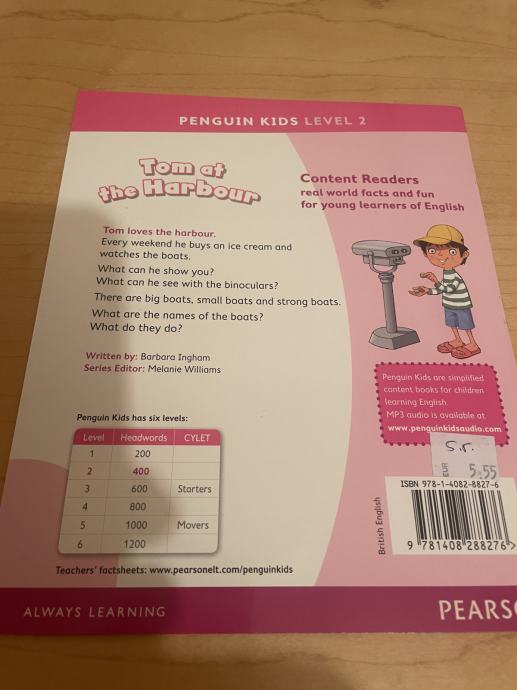 PENGUIN KIDS LEVEL 2
Tom at
the Harbour
Tom loves the harbour.
Every weekend he buys an ice cream and
watches the boats.
What can he show you?
What can he see with the binoculars?
There are big boats, small boats and strong boats.
What are the names of the boats?
What do they do?
Written by: Barbara Ingham
Series Editor: Melanie Williams
Content Readers
real world facts and fun
for young learners of English
Penguin Kids are simplified
content books for children
learning English.
MP3 audio is available at
www.penguinkidsaudio.com
Penguin Kids has six levels:
Level Headwords CYLET
1 200
2 400
3 600 Starters
4 800
5 1000 Movers
6 1200
Teachers' factsheets: www.pearsonelt.com/penguinkids
S.r.
EUR 5.55
British English
ISBN 978-1-4082-8827-6
9 781408 288276 >
ALWAYS LEARNING
PEARSO